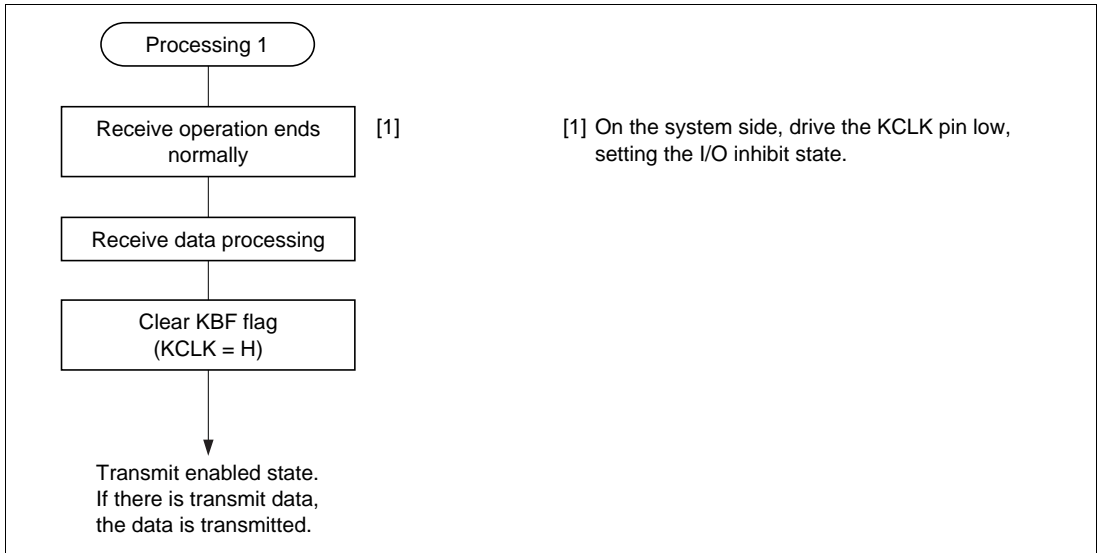 Processing 1
Receive operation ends
normally
[1]
[1] On the system side, drive the KCLK pin low,
setting the I/O inhibit state.
Receive data processing
Clear KBF flag
(KCLK = H)
Transmit enabled state.
If there is transmit data,
the data is transmitted.